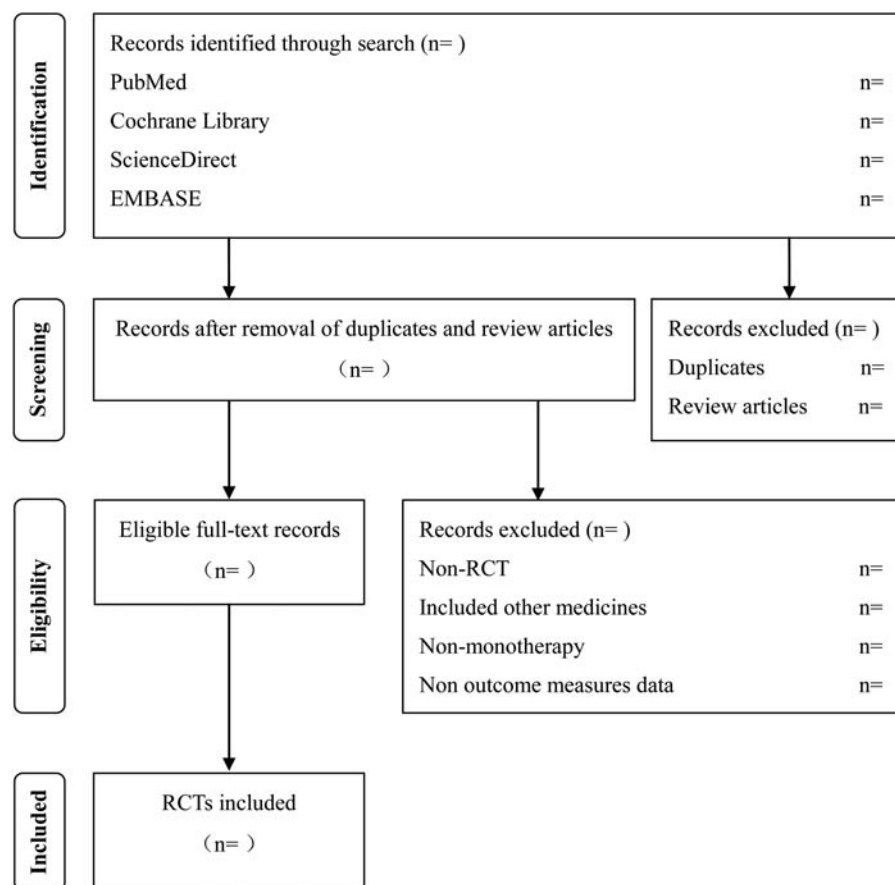 Identification
Records identified through search (n= )
PubMed n=
Cochrane Library n=
ScienceDirect n=
EMBASE n=
Screening
Records after removal of duplicates and review articles
（n= ）
Records excluded (n= )
Duplicates n=
Review articles n=
Eligibility
Eligible full-text records
（n= ）
Records excluded (n= )
Non-RCT n=
Included other medicines n=
Non-monotherapy n=
Non outcome measures data n=
Included
RCTs included
（n= ）